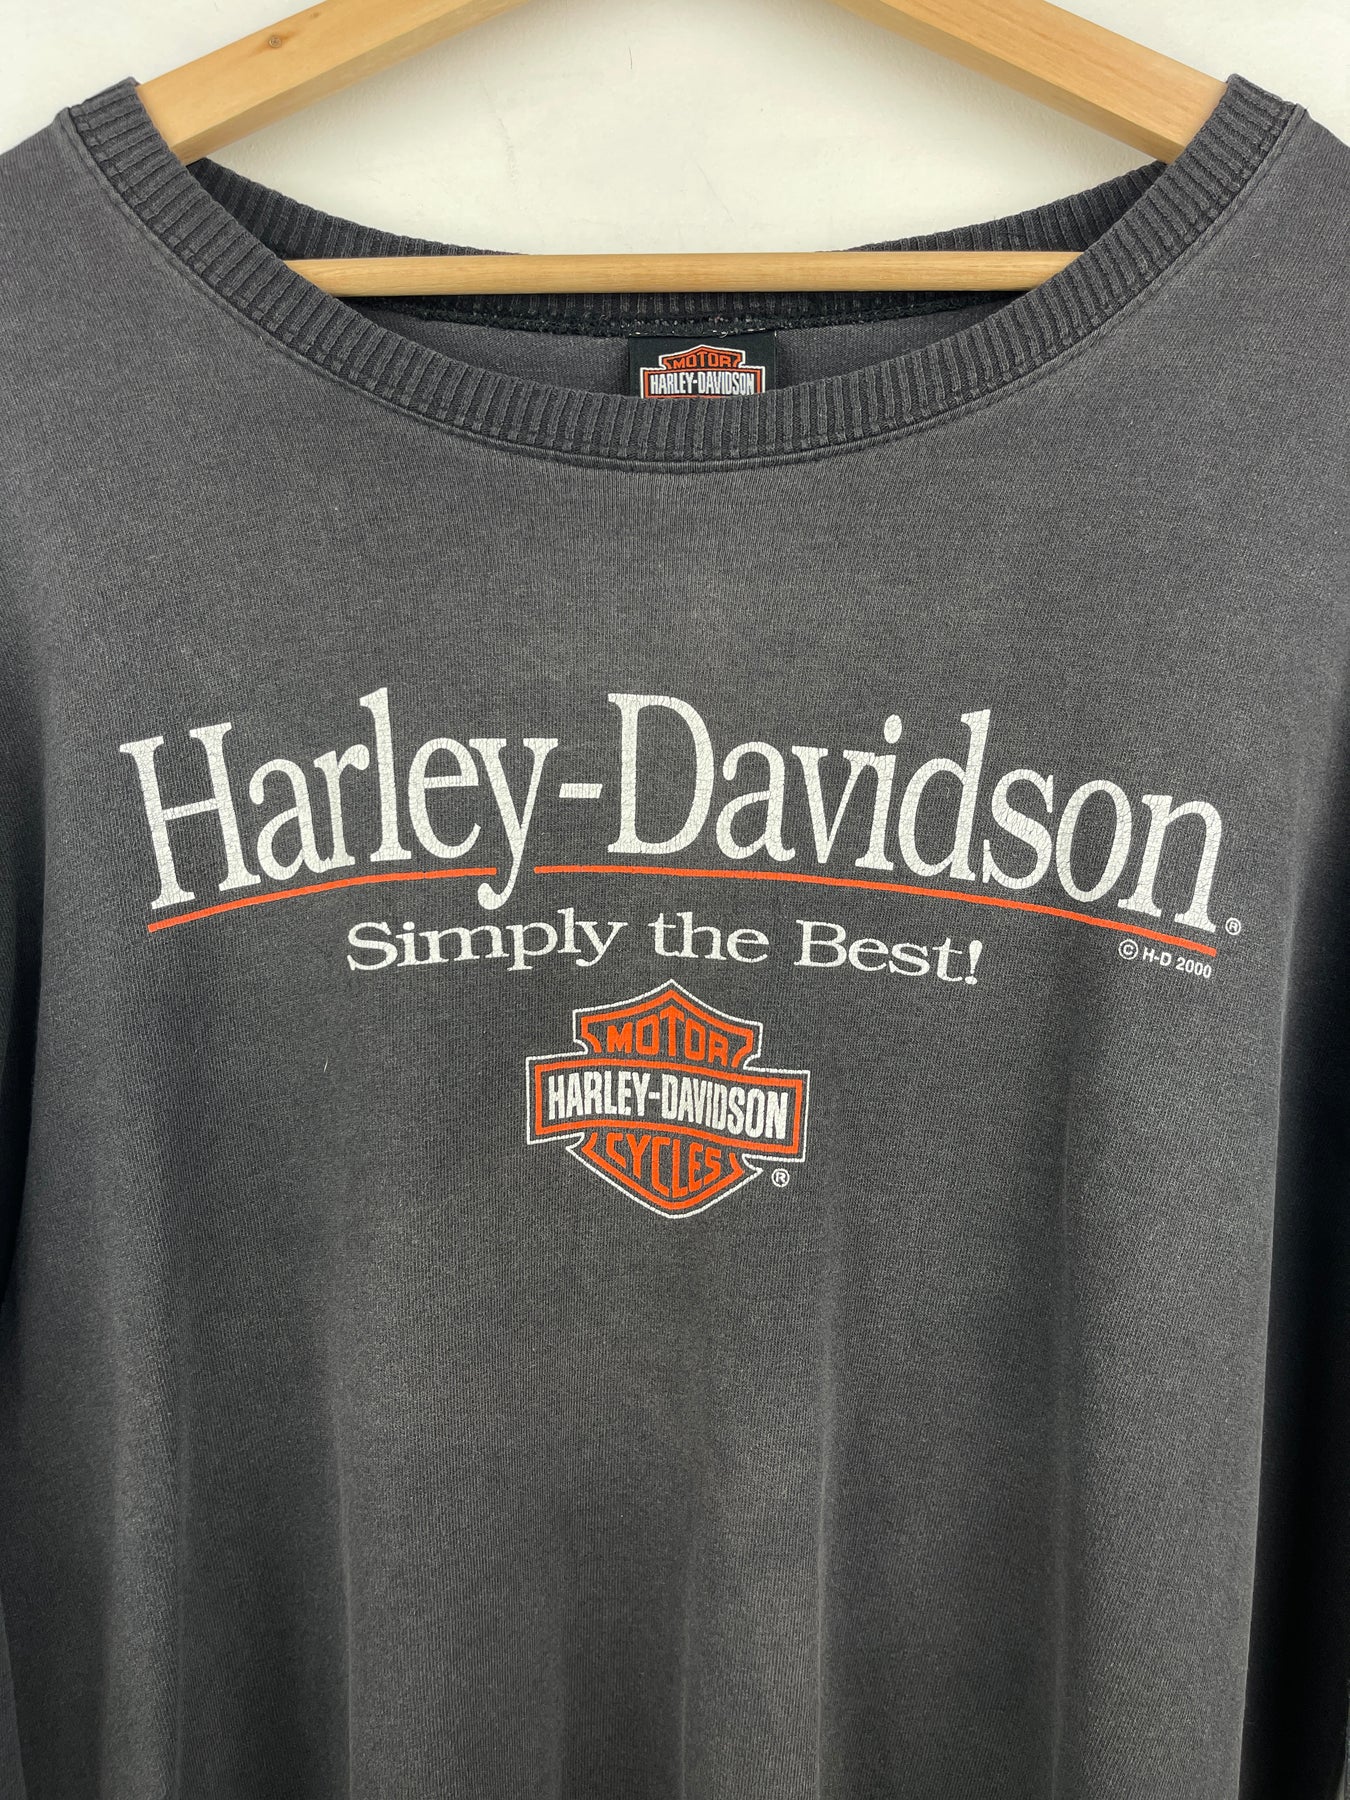 MOTOR
HARLEY-DAVIDSON
Harley-Davidson®
Simply the Best!
© H-D 2000
MOTOR
HARLEY-DAVIDSON
CYCLES
®